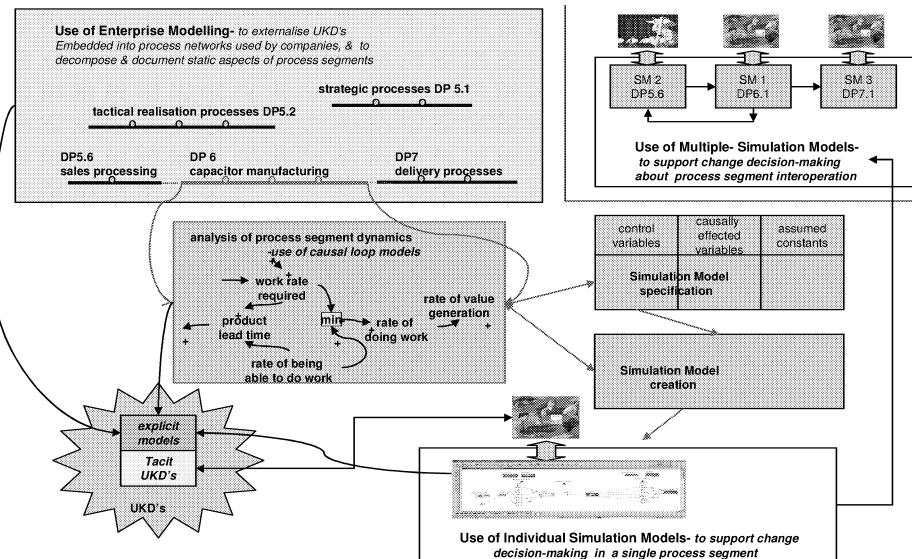 Use of Enterprise Modelling- to externalise UKD's
Embedded into process networks used by companies, & to
decompose & document static aspects of process segments
strategic processes DP 5.1
tactical realisation processes DP5.2
DP5.6
sales processing
DP 6
capacitor manufacturing
DP7
delivery processes
SM 2
DP5.6
SM 1
DP6.1
SM 3
DP7.1
Use of Multiple- Simulation Models-
to support change decision-making
about process segment interoperation
analysis of process segment dynamics
-use of causal loop models
+
+
work rate
required
+
product
lead time
+
min
+
+
rate of
doing work
rate of value
generation
+
+
rate of being
able to do work
control
variables
causally
effected
variables
assumed
constants
Simulation Model
specification
Simulation Model
creation
explicit
models
Tacit
UKD's
UKD's
Use of Individual Simulation Models- to support change
decision-making in a single process segment